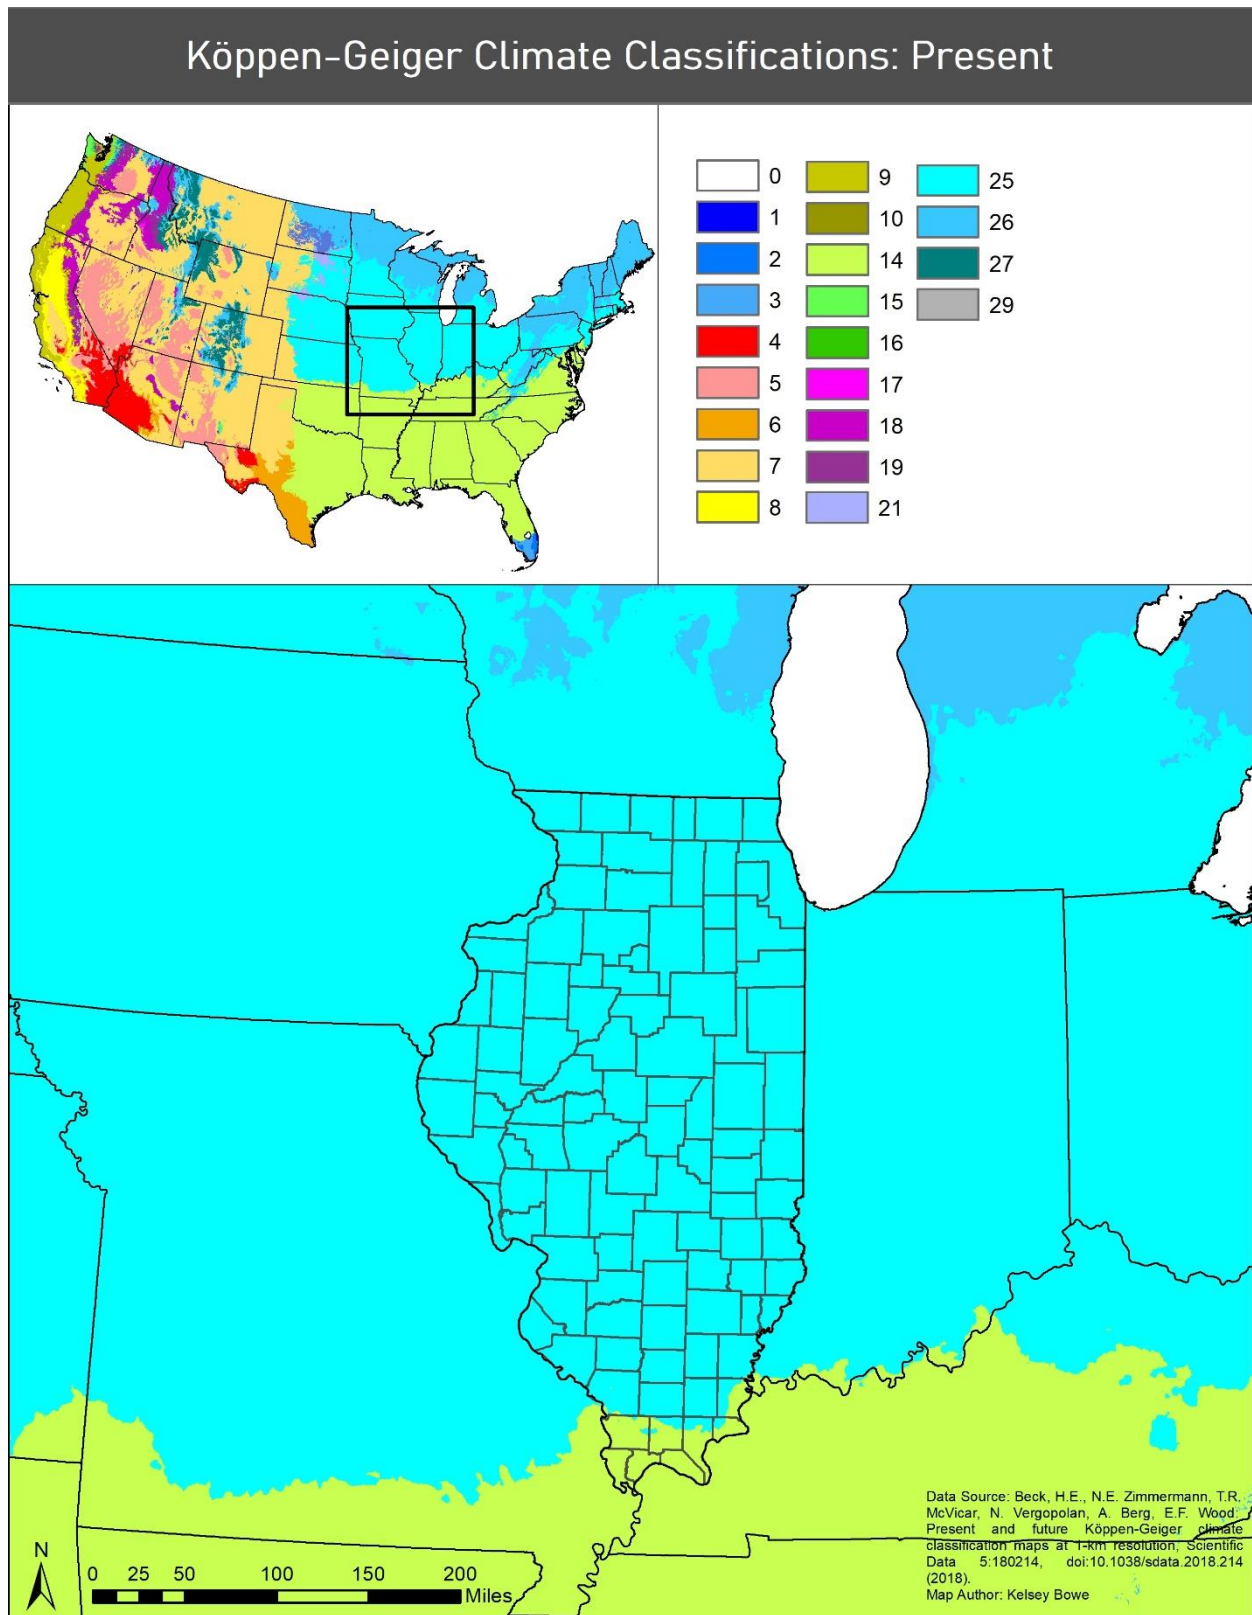 Köppen-Geiger Climate Classifications: Present
0
1
2
3
4
5
6
7
8
9
10
14
15
16
17
18
19
21
25
26
27
29
N
0 25 50 100 150 200
Miles
Data Source: Beck, H.E., N.E. Zimmermann, T.R.
McVicar, N. Vergopolan, A. Berg, E.F. Wood:
Present and future Köppen-Geiger climate
classification maps at 1-km resolution, Scientific
Data 5:180214, doi:10.1038/sdata.2018.214
(2018).
Map Author: Kelsey Bowe